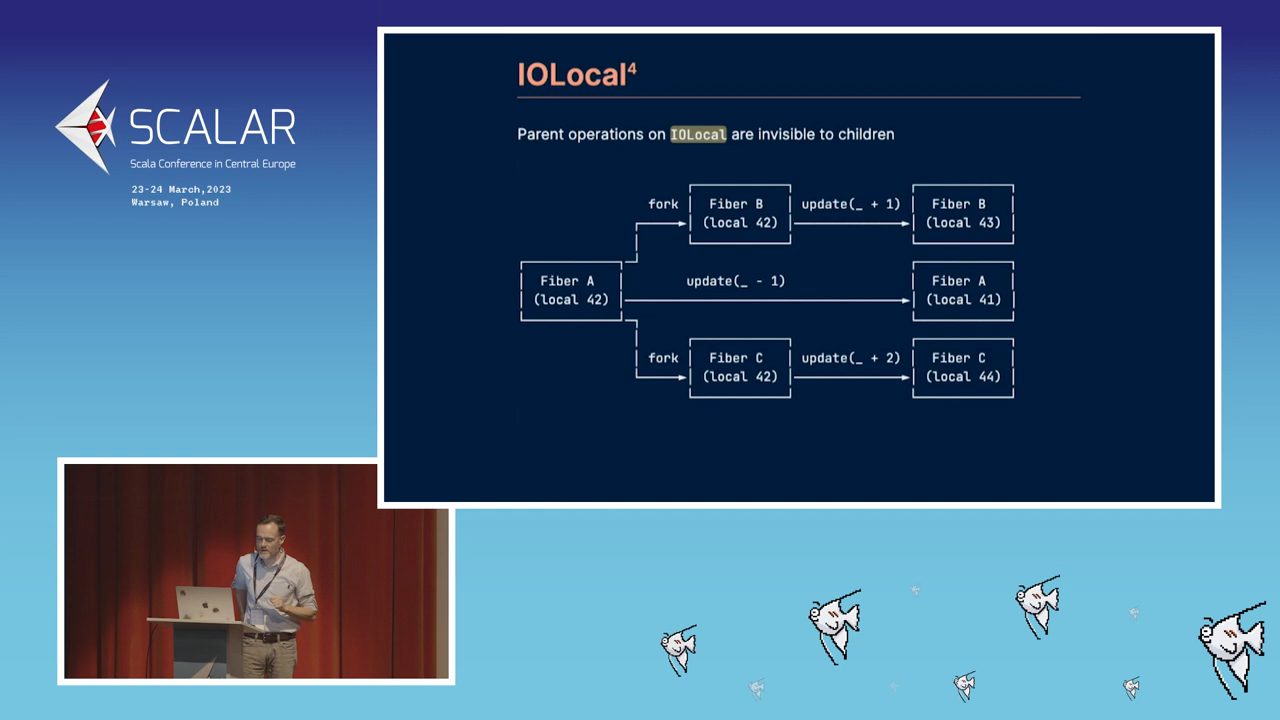 SCALAR
Scala Conference in Central Europe
23-24 March,2023
Warsaw, Poland
IOLocal⁴
Parent operations on IOLocal are invisible to children
fork
Fiber B
(local 42)
update(_ + 1)
Fiber B
(local 43)
Fiber A
(local 42)
update(_ - 1)
Fiber A
(local 41)
fork
Fiber C
(local 42)
update(_ + 2)
Fiber C
(local 44)